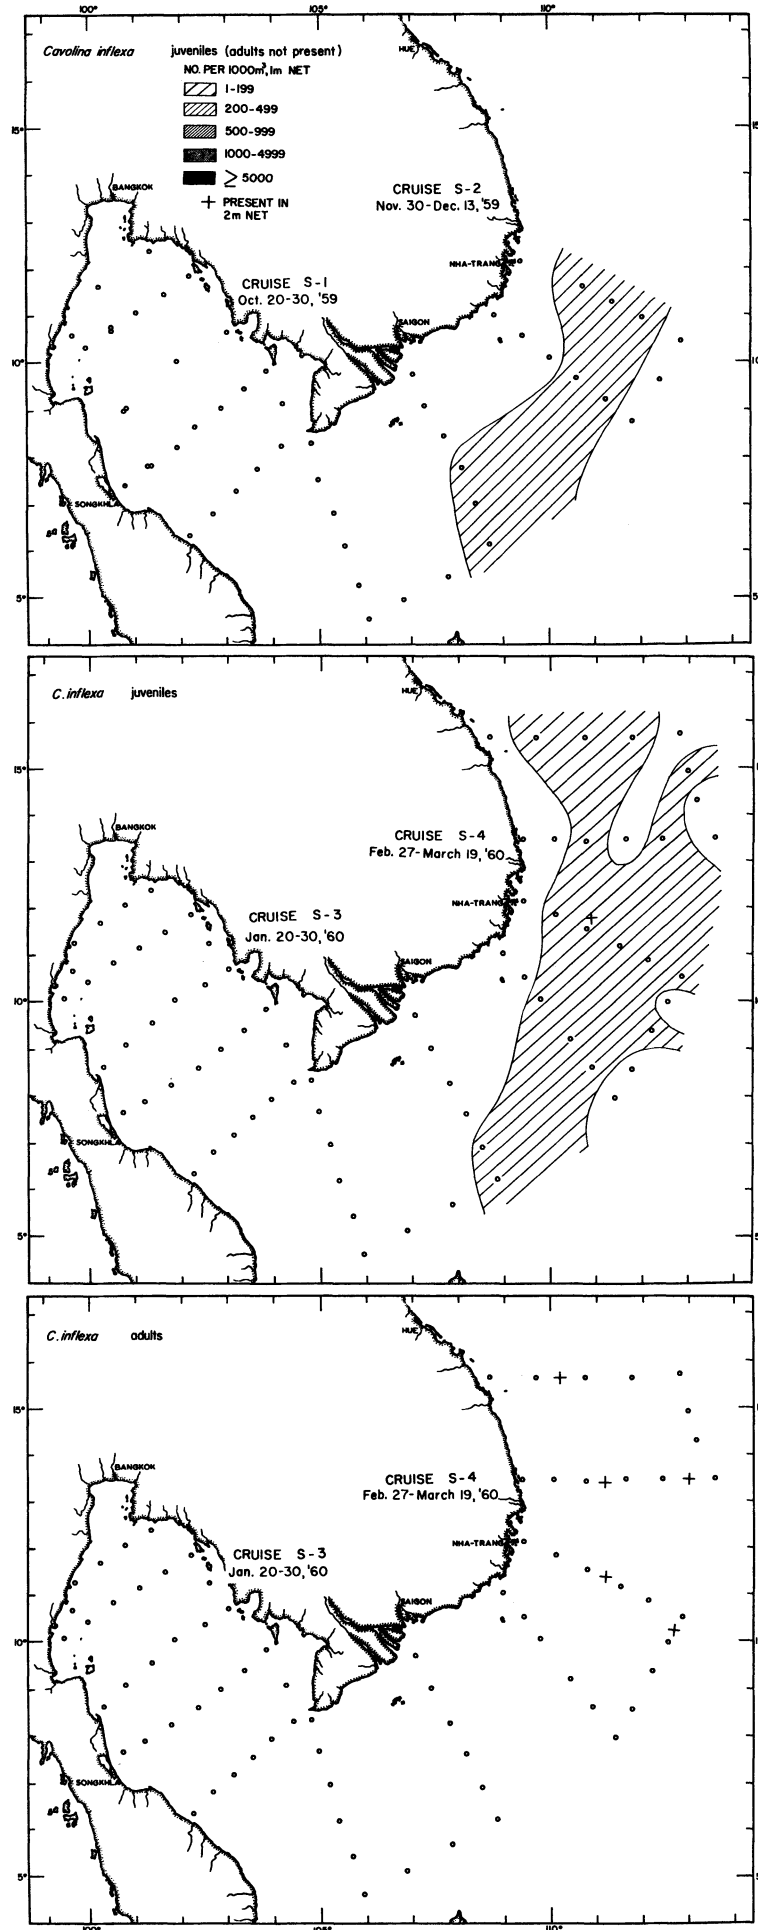 100°
105°
110°
Cavolina inflexa juveniles (adults not present)
NO. PER 1000m³, 1m NET
1-199
200-499
500-999
1000-4999
≥ 5000
+ PRESENT IN
2m NET
HUE
15°
BANGKOK
CRUISE S-2
Nov. 30-Dec. 13, '59
NHA-TRANG
CRUISE S-1
Oct. 20-30, '59
SAIGON
10°
SONGKHLA
5°
C. inflexa juveniles
HUE
15°
BANGKOK
CRUISE S-4
Feb. 27-March 19, '60
NHA-TRANG
CRUISE S-3
Jan. 20-30, '60
SAIGON
10°
SONGKHLA
5°
C. inflexa adults
HUE
15°
BANGKOK
CRUISE S-4
Feb. 27-March 19, '60
NHA-TRANG
CRUISE S-3
Jan. 20-30, '60
SAIGON
10°
SONGKHLA
5°